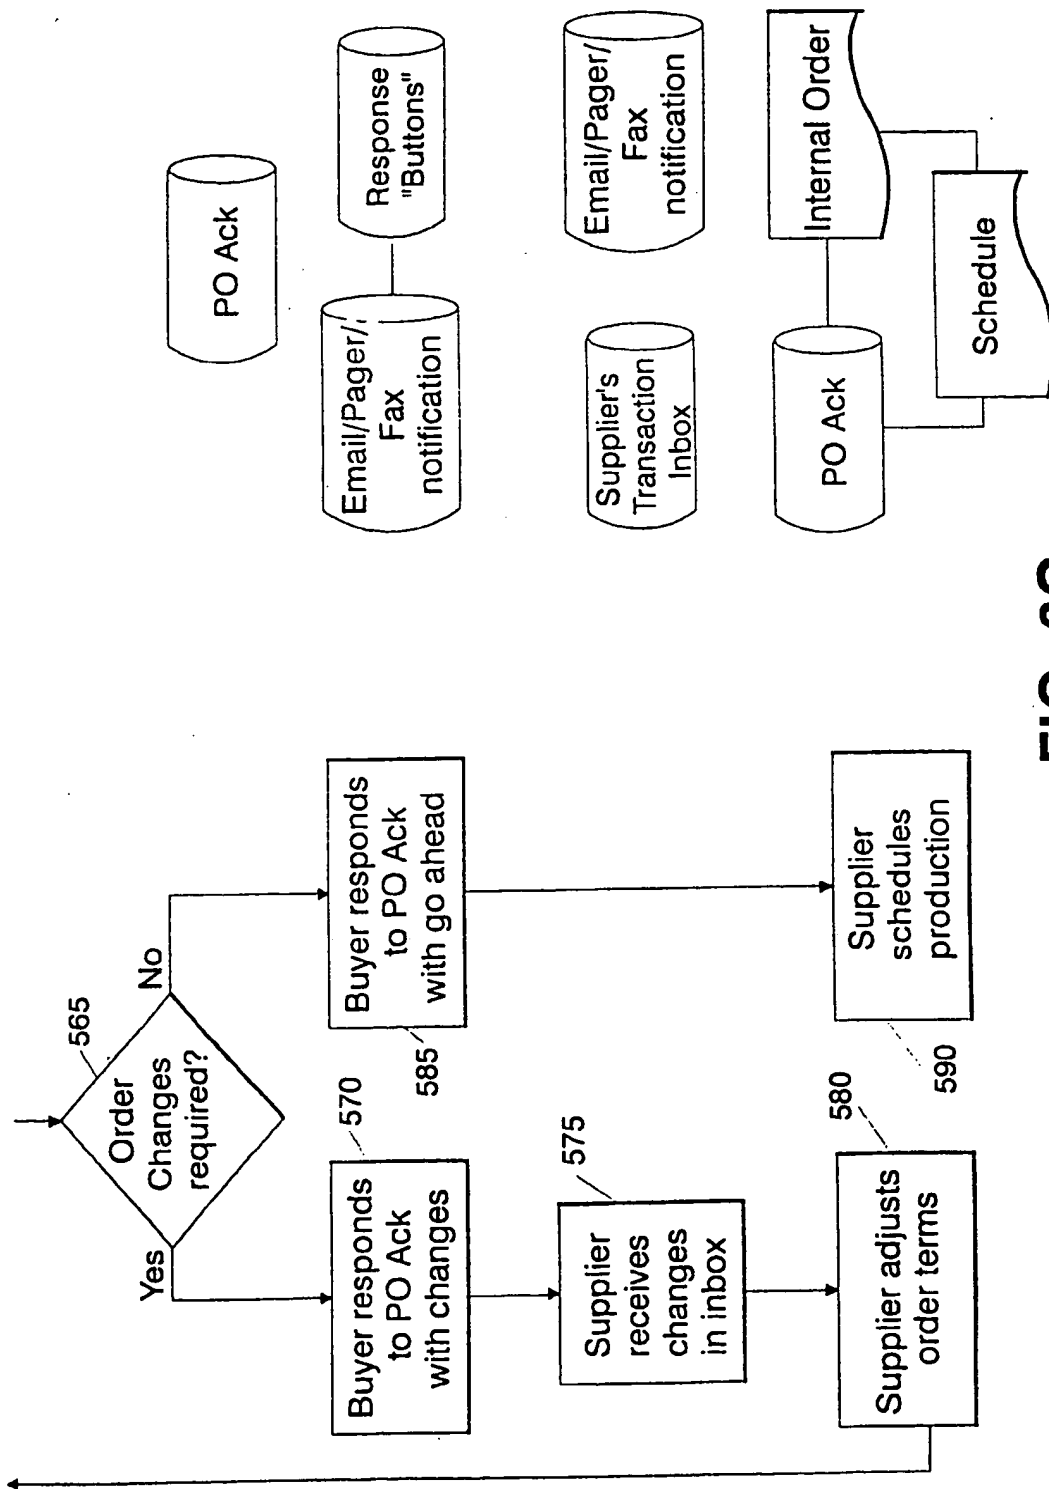 565
Order
Changes
required?
Yes
No
570
Buyer responds
to PO Ack
with changes
Buyer responds
to PO Ack
with go ahead
585
575
Supplier
receives
changes
in inbox
580
Supplier adjusts
order terms
Supplier
schedules
production
590
PO Ack
Email/Pager/
Fax
notification
Response
"Buttons"
Supplier's
Transaction
Inbox
Email/Pager/
Fax
notification
PO Ack
Internal Order
Schedule
FIG.